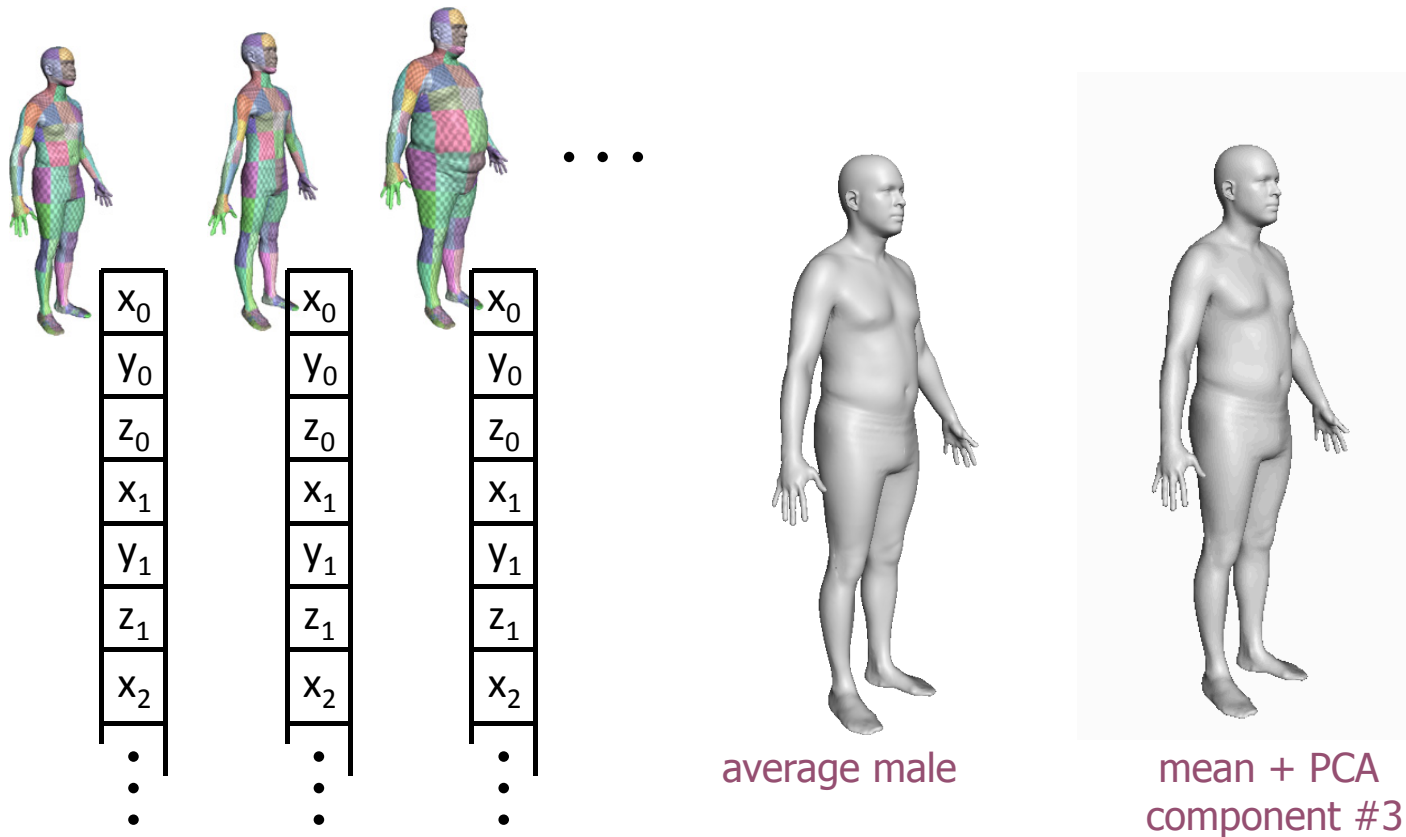 x₀ x₀ x₀
y₀ y₀ y₀
z₀ z₀ z₀
x₁ x₁ x₁
y₁ y₁ y₁
z₁ z₁ z₁
x₂ x₂ x₂
average male
mean + PCA
component #3